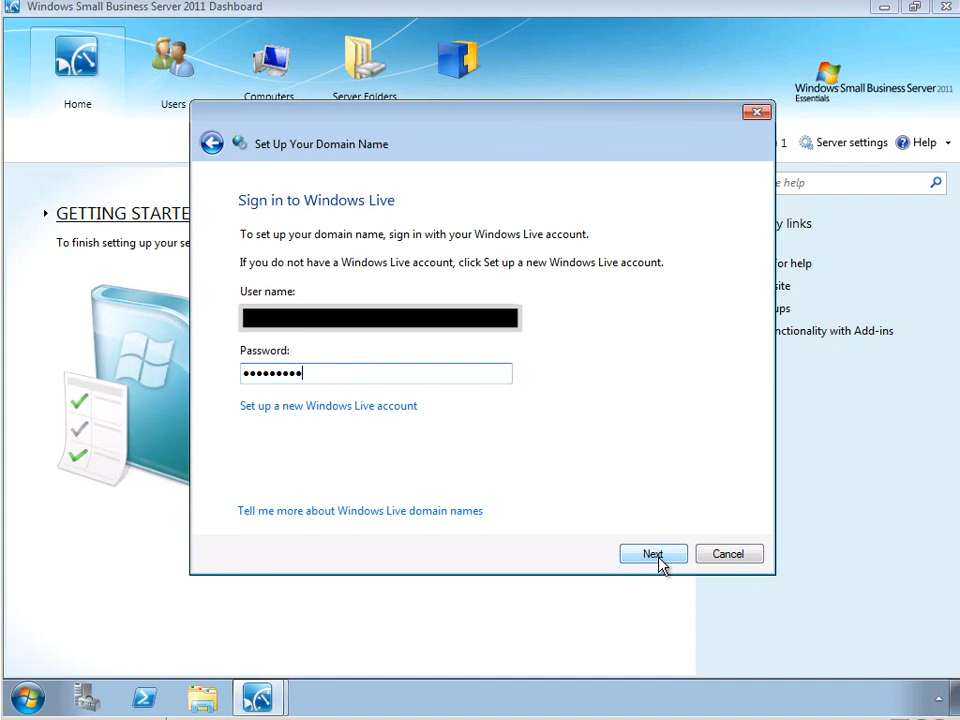 Windows Small Business Server 2011 Dashboard
Home
Users
Computers
Server Folders
Windows Small Business Server 2011
Essentials
1
Server settings
Help
Set Up Your Domain Name
help
GETTING STARTE
To finish setting up your se
Sign in to Windows Live
To set up your domain name, sign in with your Windows Live account.
If you do not have a Windows Live account, click Set up a new Windows Live account.
User name:
Password:
Set up a new Windows Live account
Tell me more about Windows Live domain names
Next
Cancel
y links
for help
site
ups
nctionality with Add-ins